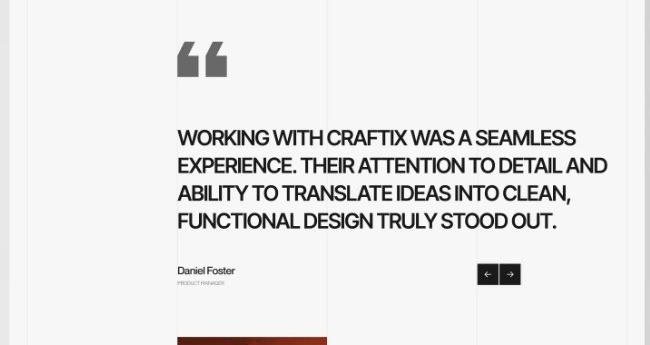 WORKING WITH CRAFTIX WAS A SEAMLESS
EXPERIENCE. THEIR ATTENTION TO DETAIL AND
ABILITY TO TRANSLATE IDEAS INTO CLEAN,
FUNCTIONAL DESIGN TRULY STOOD OUT.
Daniel Foster
PRODUCT MANAGER